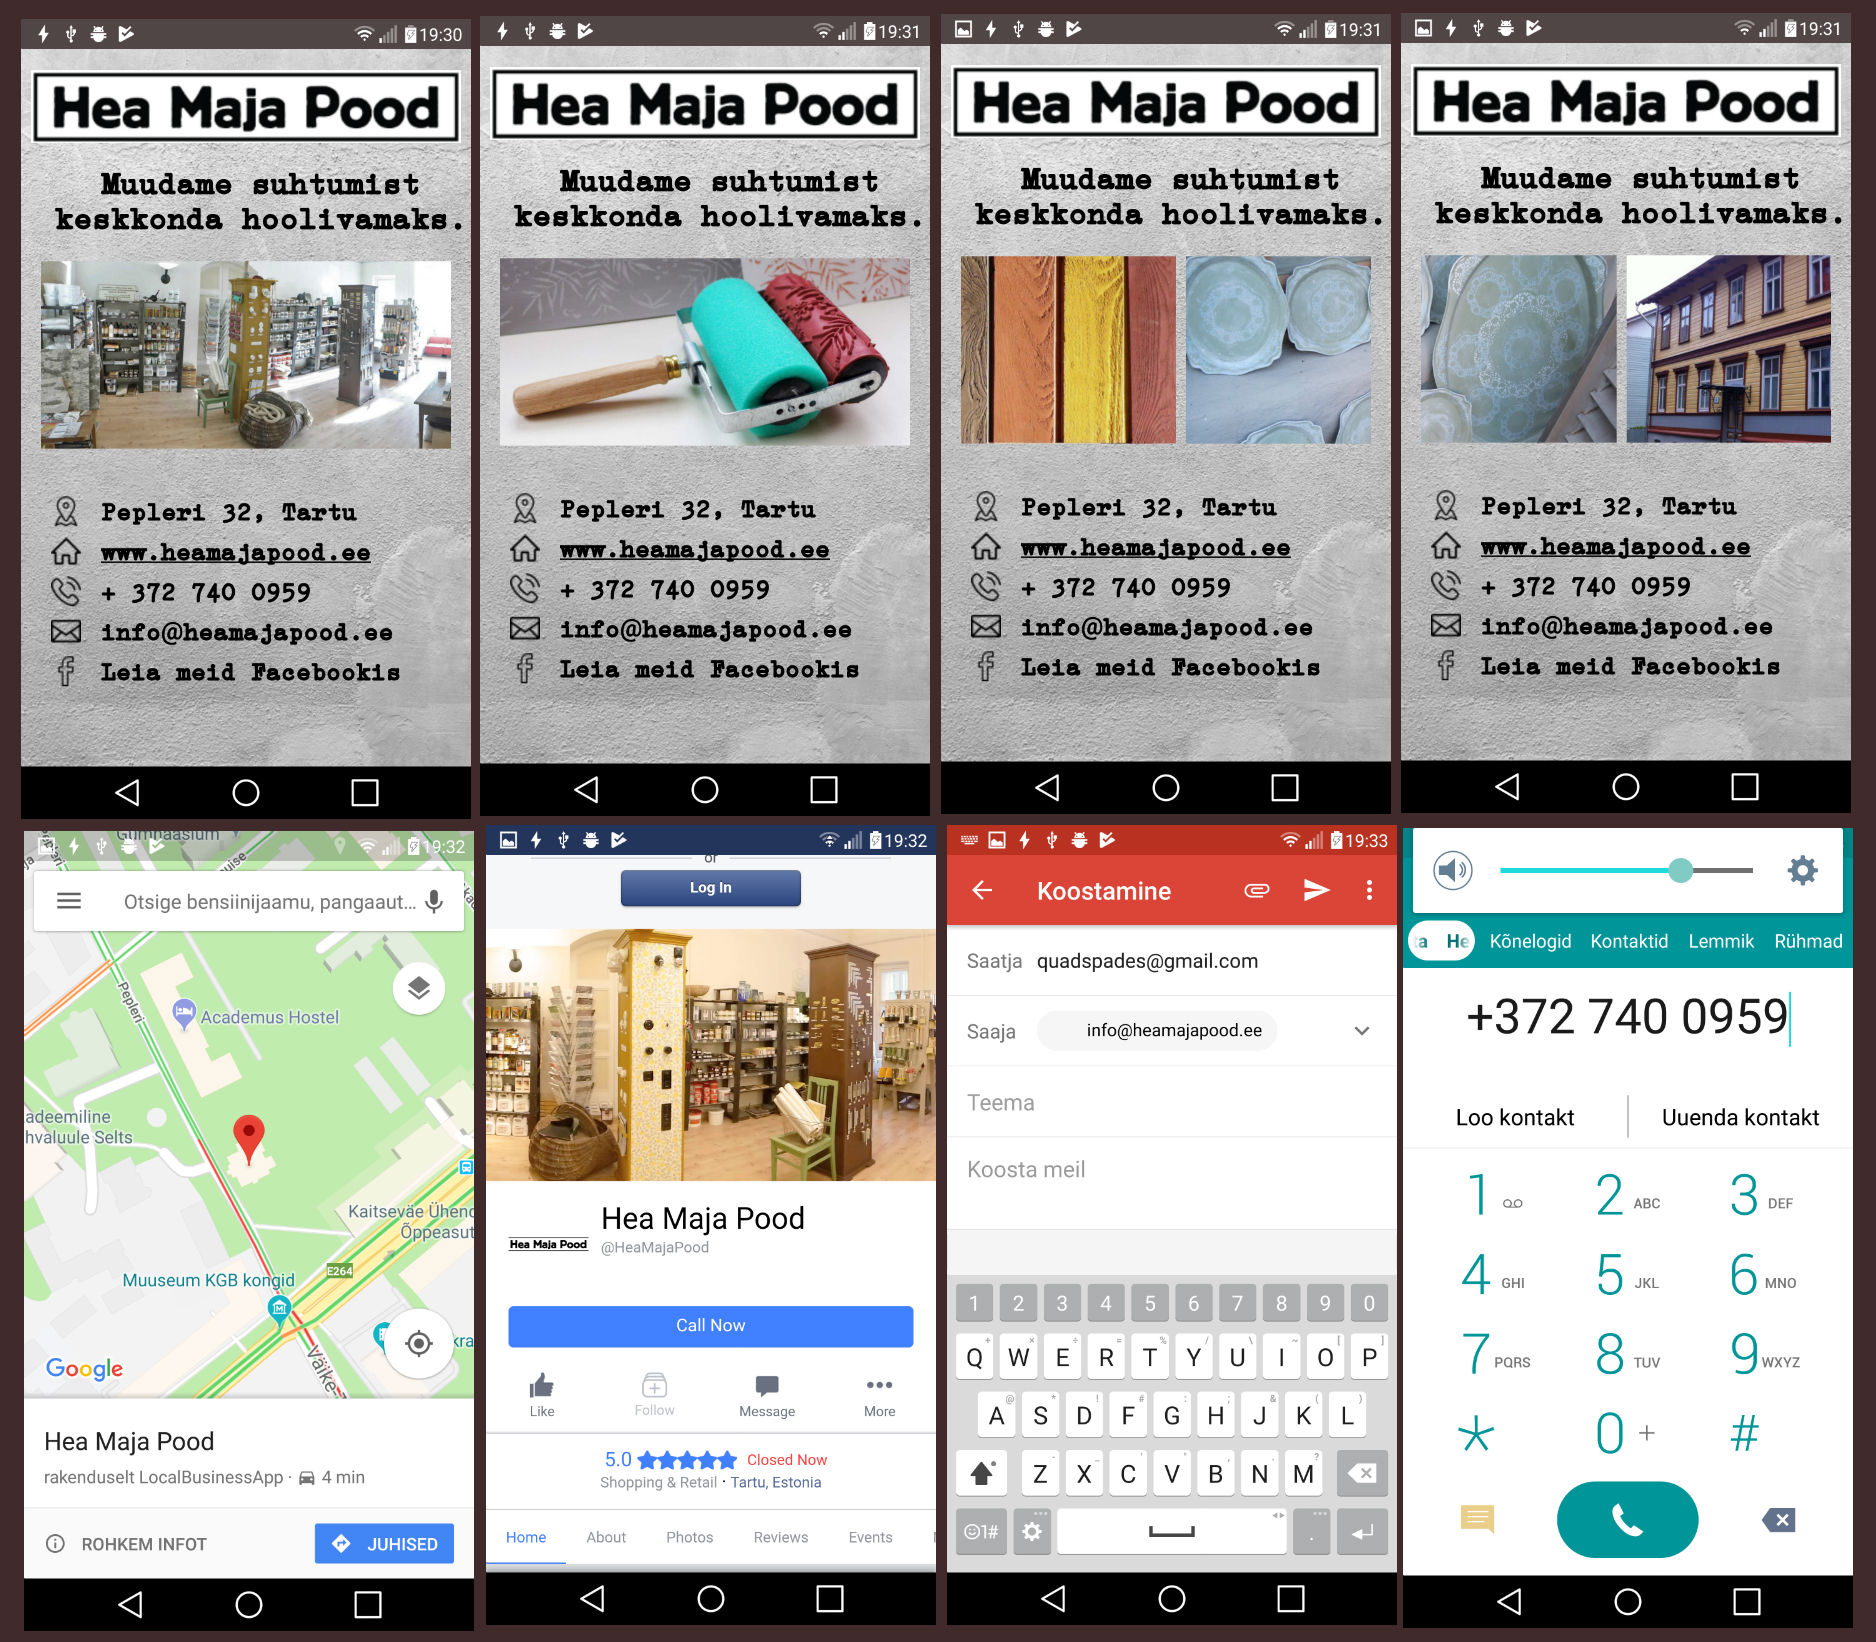 19:30
Hea Maja Pood
Muudame suhtumist
keskkonda hoolivamaks.
Pepleri 32, Tartu
www.heamajapood.ee
+ 372 740 0959
info@heamajapood.ee
Leia meid Facebookis
19:31
Hea Maja Pood
Muudame suhtumist
keskkonda hoolivamaks.
Pepleri 32, Tartu
www.heamajapood.ee
+ 372 740 0959
info@heamajapood.ee
Leia meid Facebookis
19:31
Hea Maja Pood
Muudame suhtumist
keskkonda hoolivamaks.
Pepleri 32, Tartu
www.heamajapood.ee
+ 372 740 0959
info@heamajapood.ee
Leia meid Facebookis
19:31
Hea Maja Pood
Muudame suhtumist
keskkonda hoolivamaks.
Pepleri 32, Tartu
www.heamajapood.ee
+ 372 740 0959
info@heamajapood.ee
Leia meid Facebookis
Gümnaasium
19:32
Otsige bensiinijaamu, pangaaut...
Pepleri
Academus Hostel
adeemiline
hvaluule Selts
Kaitseväe Ühend
Õppeasut
E264
Muuseum KGB kongid
Väike-
kra
Google
Hea Maja Pood
rakenduselt LocalBusinessApp · 4 min
ROHKEM INFOT
JUHISED
19:32
or
Log In
Hea Maja Pood
Hea Maja Pood
@HeaMajaPood
Call Now
Like Follow Message More
5.0 Closed Now
Shopping & Retail · Tartu, Estonia
Home About Photos Reviews Events
19:33
Koostamine
Saatja quadspades@gmail.com
Saaja info@heamajapood.ee
Teema
Koosta meil
1 2 3 4 5 6 7 8 9 0
Q W E R T Y U I O P
A S D F G H J K L
Z X C V B N M
1# .
ta He Kõnelogid Kontaktid Lemmik Rühmad
+372 740 0959
Loo kontakt Uuenda kontakt
1 2 ABC 3 DEF
4 GHI 5 JKL 6 MNO
7 PQRS 8 TUV 9 WXYZ
* 0 + #